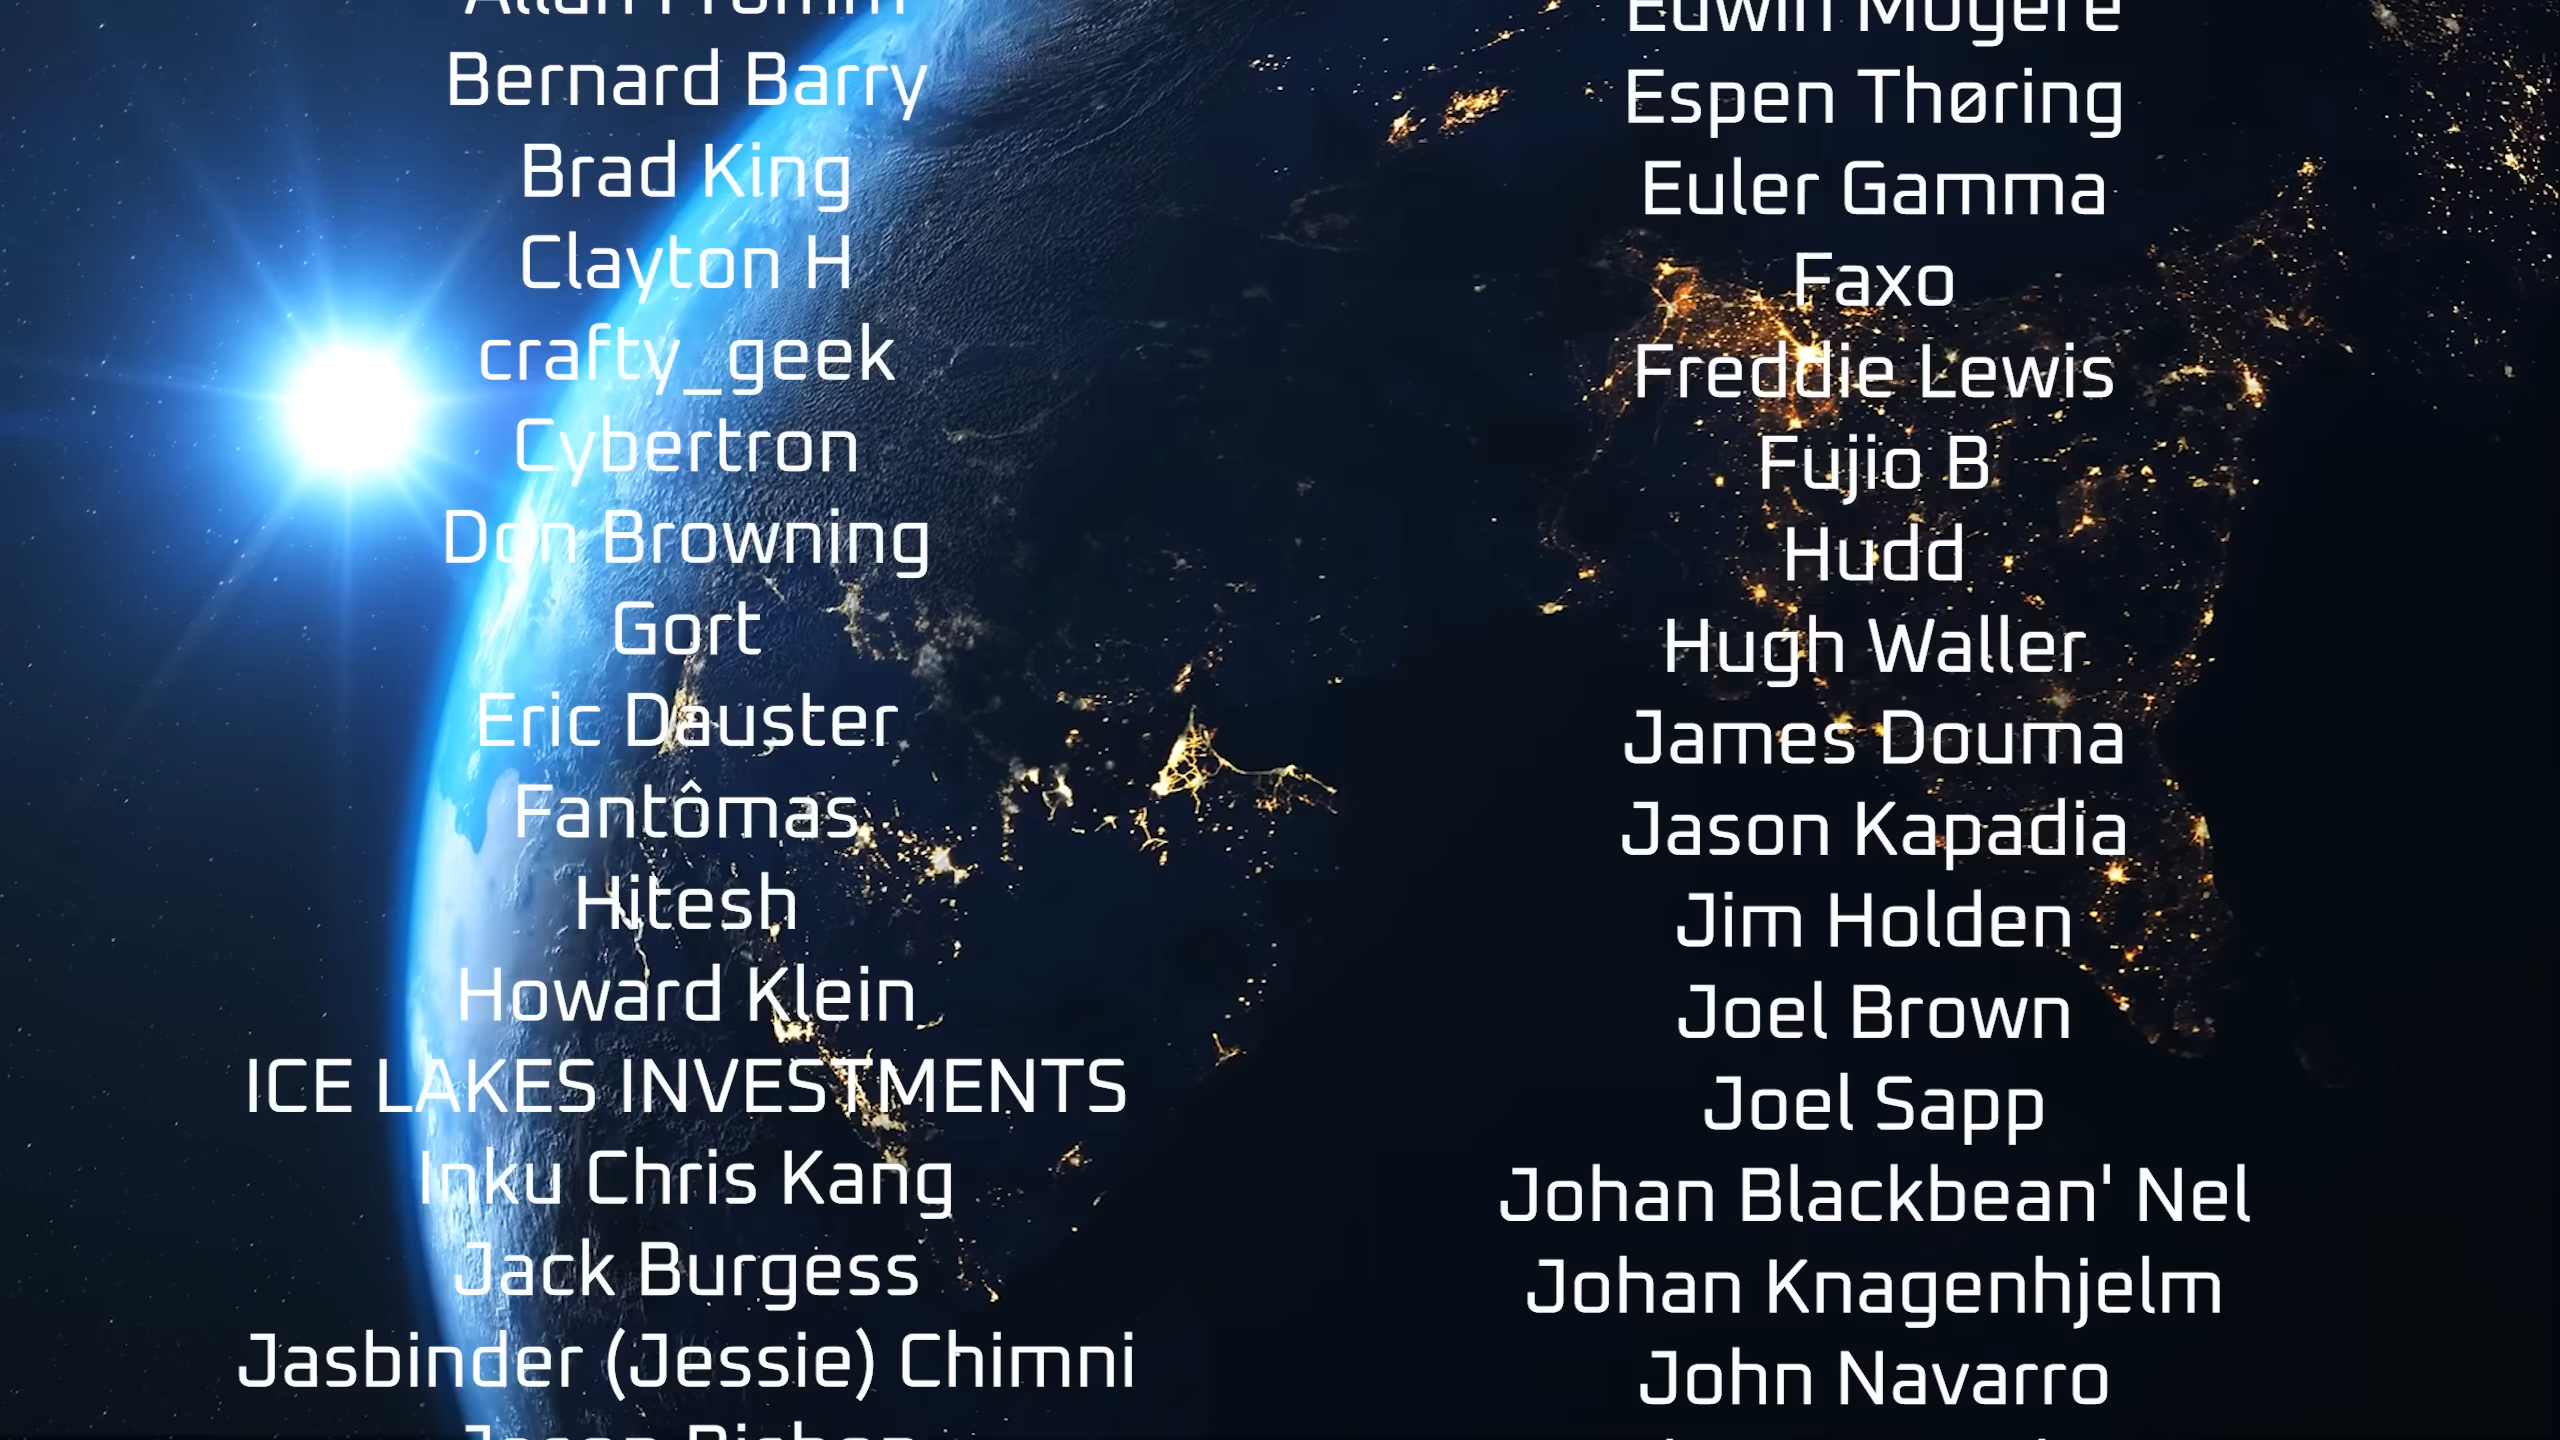 Bernard Barry
Brad King
Clayton H
crafty_geek
Cybertron
Don Browning
Gort
Eric Dauster
Fantômas
Hitesh
Howard Klein
ICE LAKES INVESTMENTS
Inku Chris Kang
Jack Burgess
Jasbinder (Jessie) Chimni
Edwin Moyere
Espen Thøring
Euler Gamma
Faxo
Freddie Lewis
Fujio B
Hudd
Hugh Waller
James Douma
Jason Kapadia
Jim Holden
Joel Brown
Joel Sapp
Johan Blackbean' Nel
Johan Knagenhjelm
John Navarro